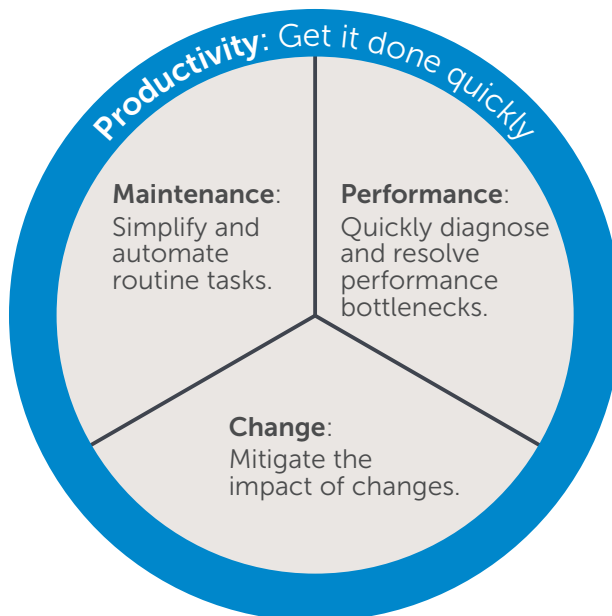 Productivity: Get it done quickly
Maintenance:
Simplify and
automate
routine tasks.
Performance:
Quickly diagnose
and resolve
performance
bottlenecks.
Change:
Mitigate the
impact of changes.